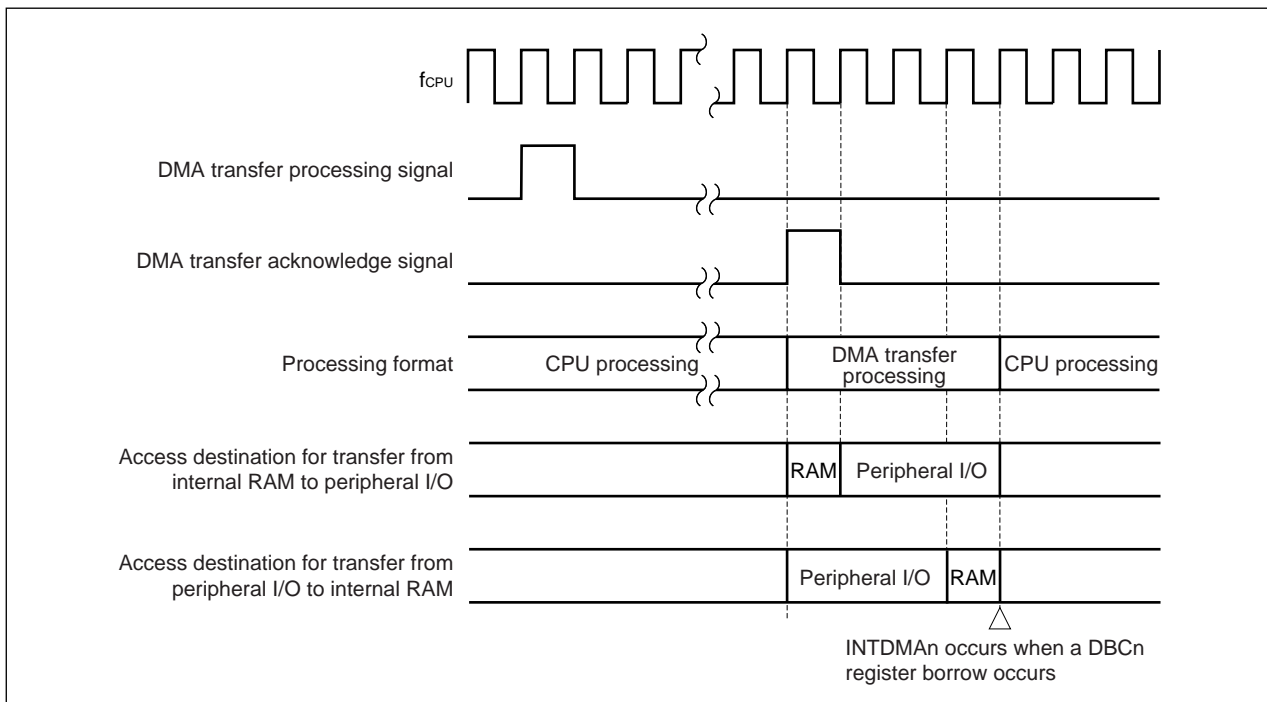 fCPU
DMA transfer processing signal
DMA transfer acknowledge signal
Processing format
CPU processing
DMA transfer
processing
CPU processing
Access destination for transfer from
internal RAM to peripheral I/O
RAM
Peripheral I/O
Access destination for transfer from
peripheral I/O to internal RAM
Peripheral I/O
RAM
INTDMAn occurs when a DBCn
register borrow occurs